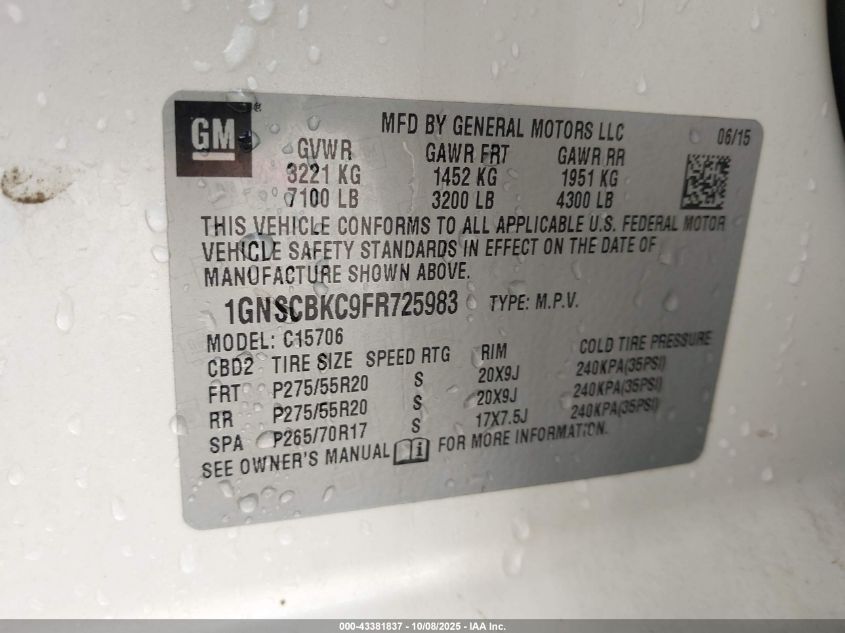 GM®
MFD BY GENERAL MOTORS LLC 06/15
GVWR GAWR FRT GAWR RR
3221 KG 1452 KG 1951 KG
7100 LB 3200 LB 4300 LB
THIS VEHICLE CONFORMS TO ALL APPLICABLE U.S. FEDERAL MOTOR
VEHICLE SAFETY STANDARDS IN EFFECT ON THE DATE OF
MANUFACTURE SHOWN ABOVE.
1GNSCBKC9FR725983 TYPE: M.P.V.
MODEL: C15706
CBD2 TIRE SIZE SPEED RTG RIM COLD TIRE PRESSURE
FRT P275/55R20 S 20X9J 240KPA(35PSI)
RR P275/55R20 S 20X9J 240KPA(35PSI)
SPA P265/70R17 S 17X7.5J 240KPA(35PSI)
SEE OWNER'S MANUAL i FOR MORE INFORMATION.
000-43381837 - 10/08/2025 - IAA Inc.